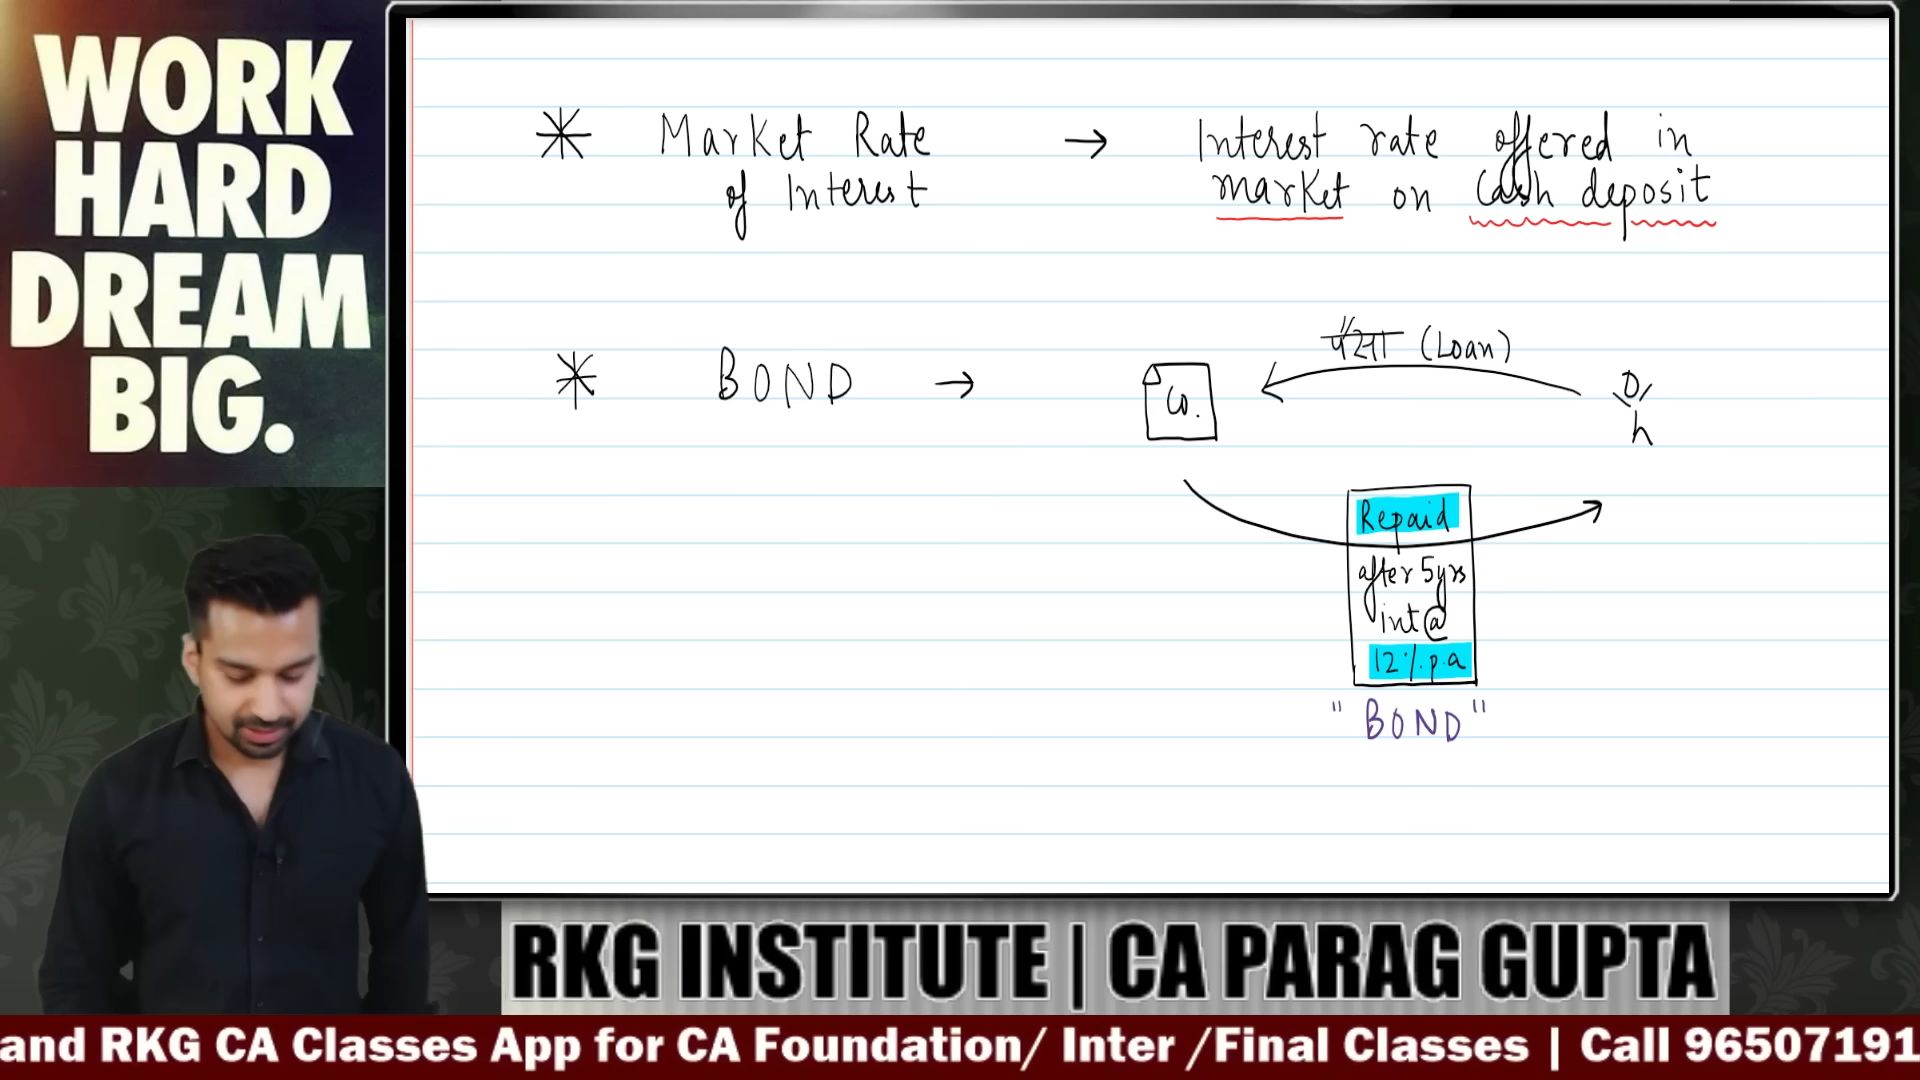 WORK
HARD
DREAM
BIG.
* Market Rate of Interest → Interest rate offered in market on Cash deposit
* BOND →
पैसा (Loan)
Co.
Repaid
after 5yrs
int@
12%.p.a
"BOND"
RKG INSTITUTE | CA PARAG GUPTA
and RKG CA Classes App for CA Foundation/ Inter /Final Classes | Call 96507191